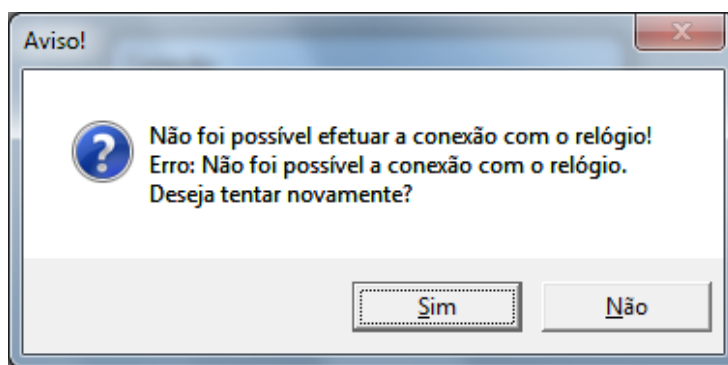 Aviso!
Não foi possível efetuar a conexão com o relógio!
Erro: Não foi possível a conexão com o relógio.
Deseja tentar novamente?
Sim
Não